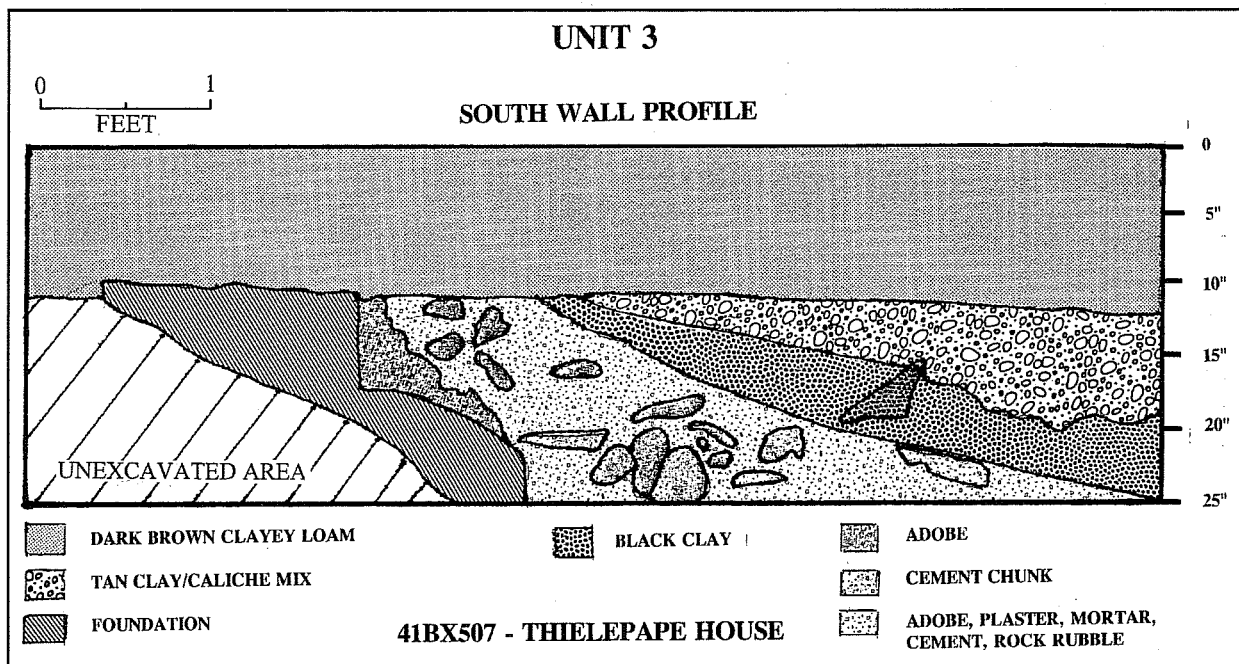 UNIT 3
0 1
FEET
SOUTH WALL PROFILE
0
5"
10"
15"
20"
25"
UNEXCAVATED AREA
DARK BROWN CLAYEY LOAM
TAN CLAY/CALICHE MIX
FOUNDATION
BLACK CLAY
ADOBE
CEMENT CHUNK
ADOBE, PLASTER, MORTAR,
CEMENT, ROCK RUBBLE
41BX507 - THIELEPAPE HOUSE